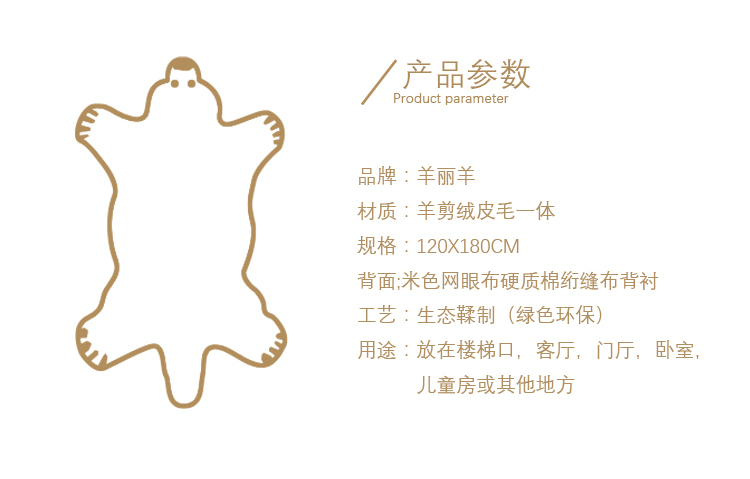 产品参数
Product parameter
品牌：羊丽羊
材质：羊剪绒皮毛一体
规格：120X180CM
背面;米色网眼布硬质棉绗缝布背衬
工艺：生态鞣制（绿色环保）
用途：放在楼梯口，客厅，门厅，卧室，
儿童房或其他地方